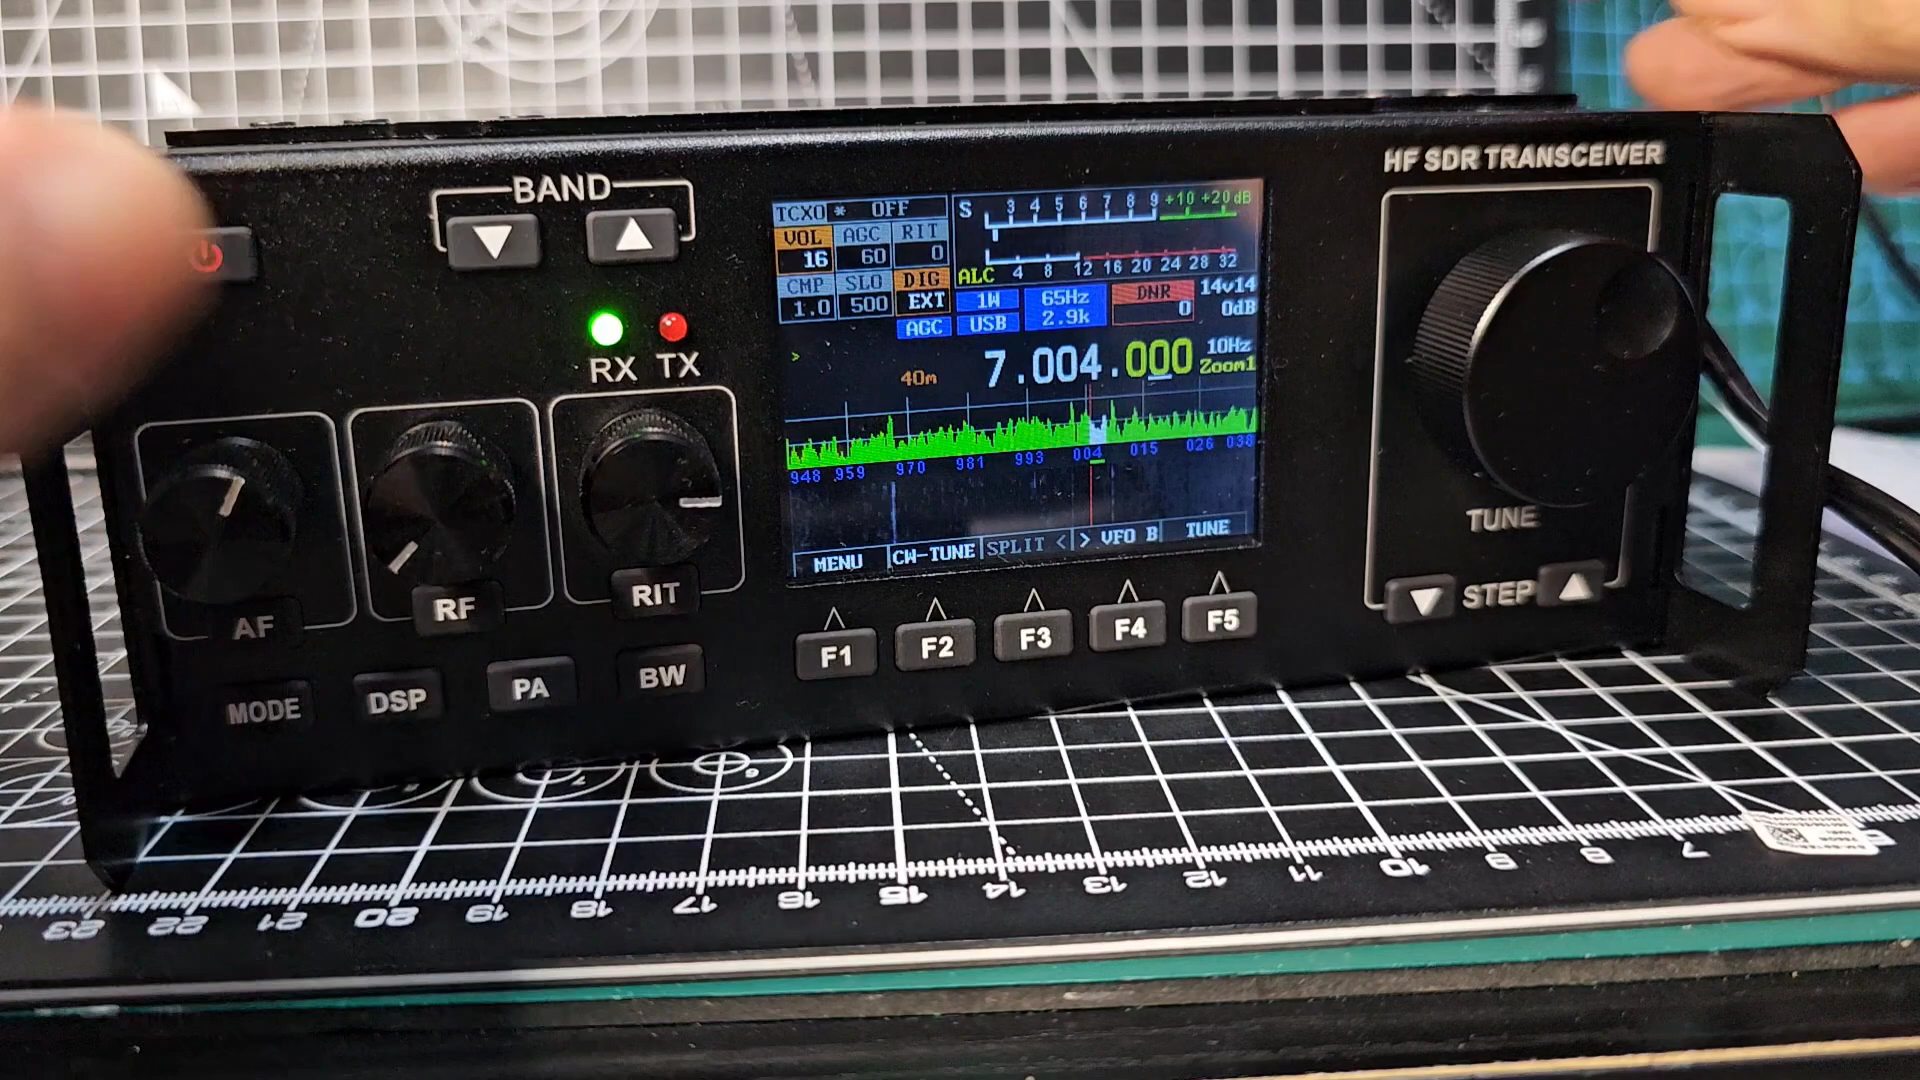 HF SDR TRANSCEIVER
BAND
TCXO * OFF
S 3 4 5 6 7 8 9 +10 +20dB
VOL AGC RIT
16 60 0
4 8 12 16 20 24 28 32
ALC
CMP SLO DIG
1.0 500 EXT
AGC
1W 65Hz DNR 14v14
USB 2.9k 0 0dB
RX TX
> 40m 7.004.000 10Hz
Zoom1
948 959 970 981 993 004 015 026 038
MENU CW-TUNE SPLIT < > VFO B TUNE
TUNE
AF RF RIT
STEP
F1 F2 F3 F4 F5
MODE DSP PA BW
6
7
23 22 21 20 19 18 17 16 15 14 13 12 11 10 9 8 7